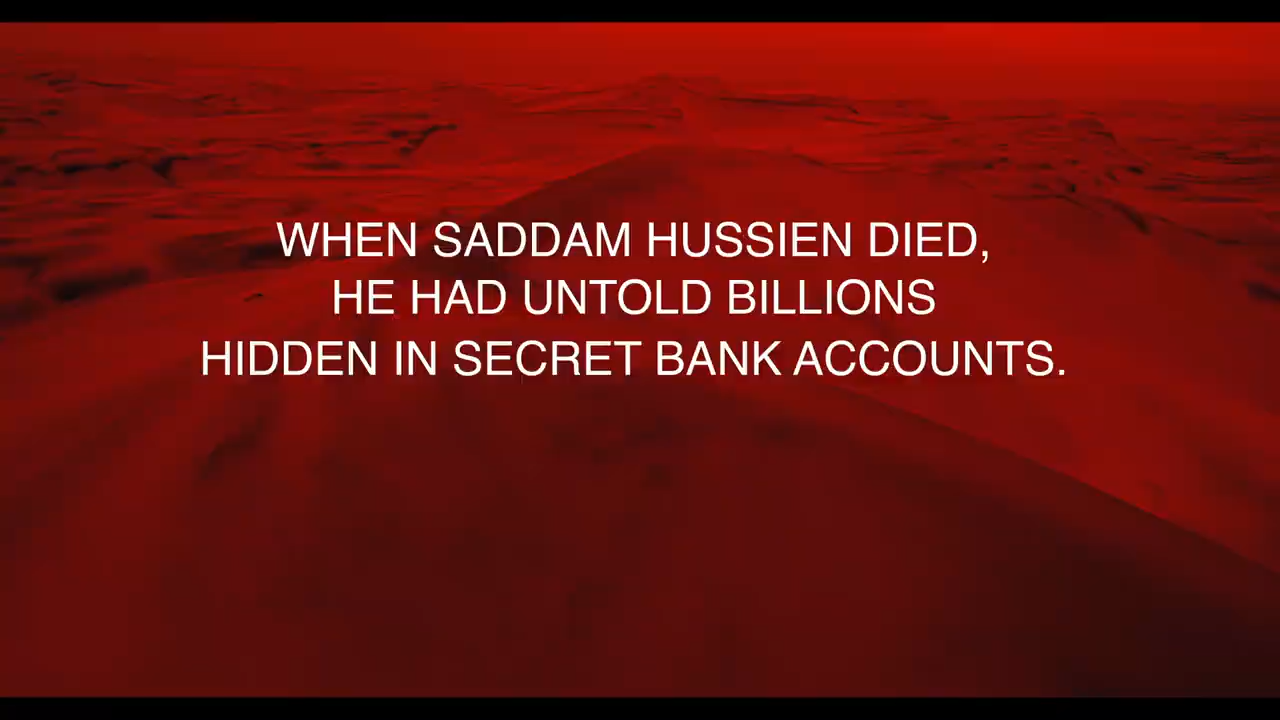 WHEN SADDAM HUSSIEN DIED,
HE HAD UNTOLD BILLIONS
HIDDEN IN SECRET BANK ACCOUNTS.